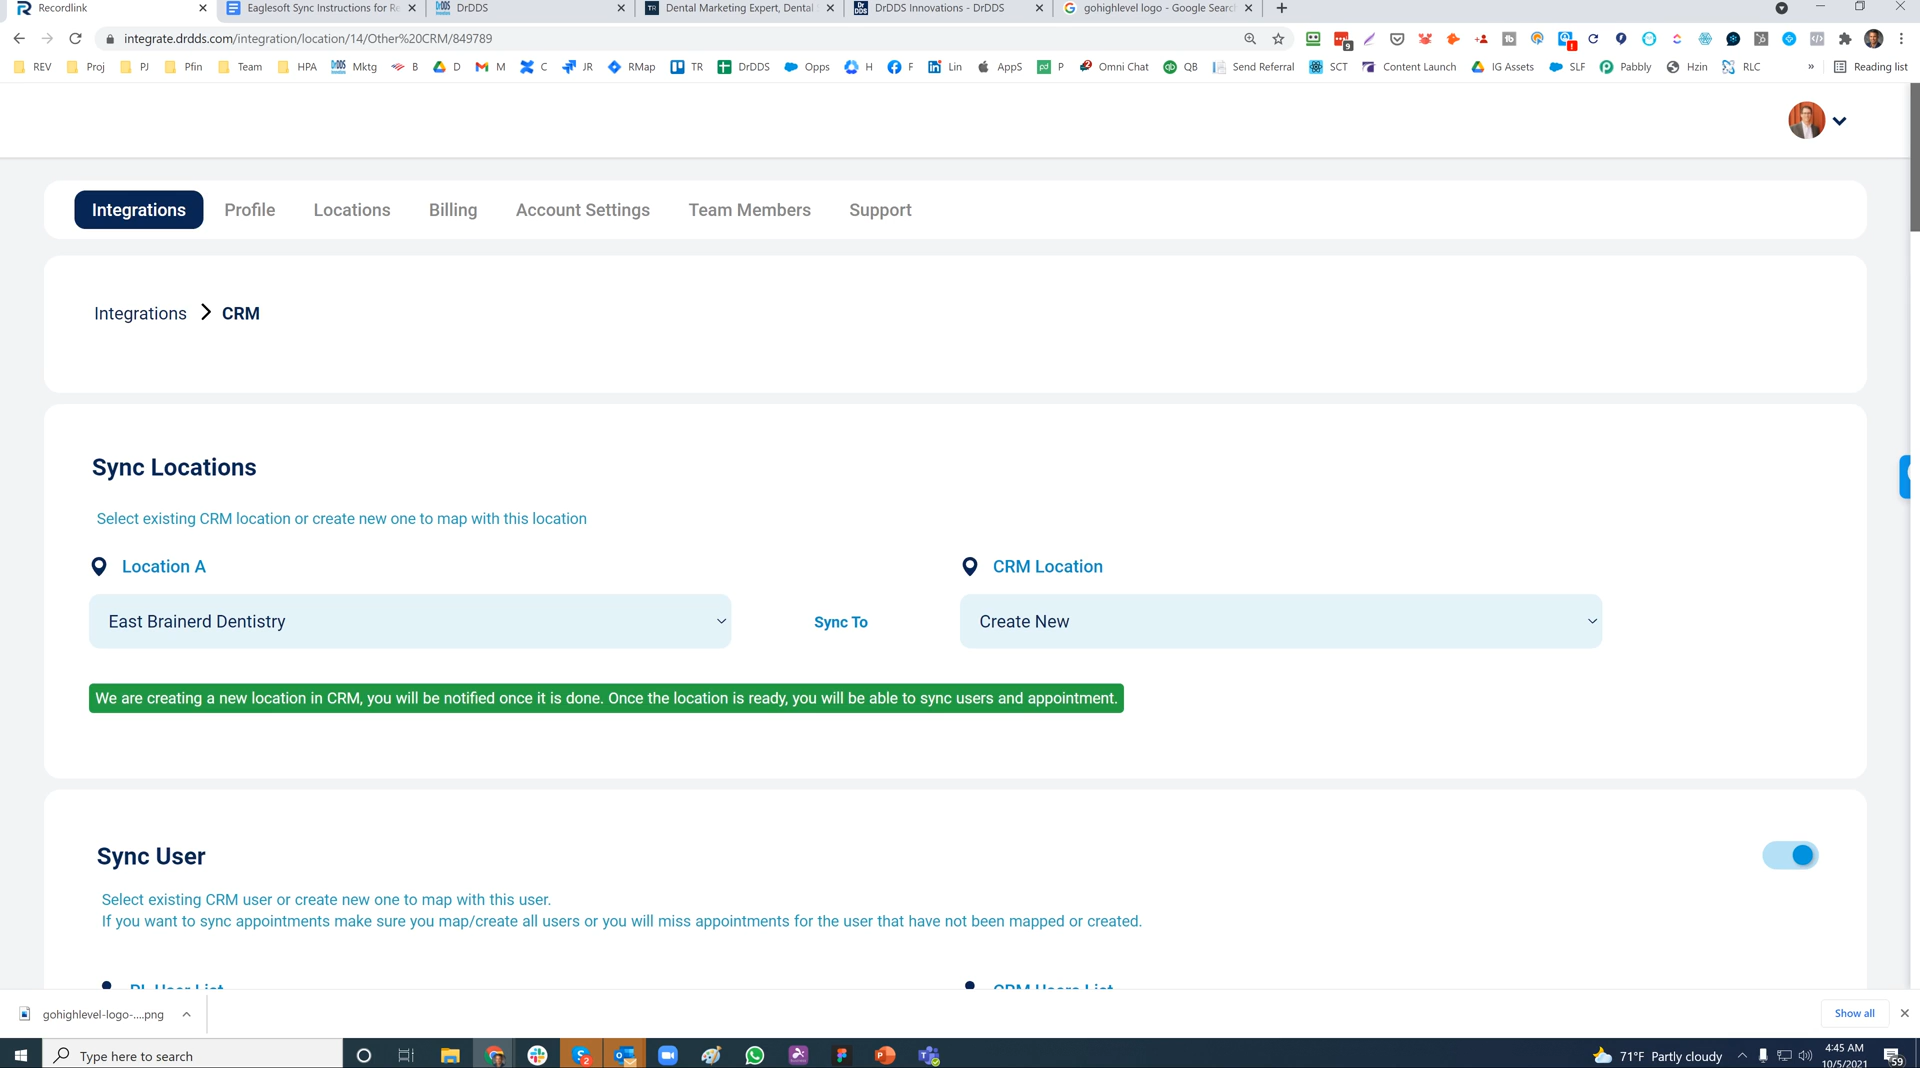 Recordlink
Eaglesoft Sync Instructions for Re
DrDDS
Dental Marketing Expert, Dental
DrDDS Innovations - DrDDS
gohighlevel logo - Google Search
integrate.drdds.com/integration/location/14/Other%20CRM/849789
REV Proj PJ Pfin Team HPA Mktg B D M C JR RMap TR DrDDS Opps H F Lin AppS P Omni Chat QB Send Referral SCT Content Launch IG Assets SLF Pabbly Hzin RLC » Reading list
Integrations Profile Locations Billing Account Settings Team Members Support
Integrations CRM
Sync Locations
Select existing CRM location or create new one to map with this location
Location A CRM Location
East Brainerd Dentistry Sync To Create New
We are creating a new location in CRM, you will be notified once it is done. Once the location is ready, you will be able to sync users and appointment.
Sync User
Select existing CRM user or create new one to map with this user.
If you want to sync appointments make sure you map/create all users or you will miss appointments for the user that have not been mapped or created.
RL User List CRM Users List
gohighlevel-logo-....png Show all
Type here to search 71°F Partly cloudy 4:45 AM
10/5/2021 59